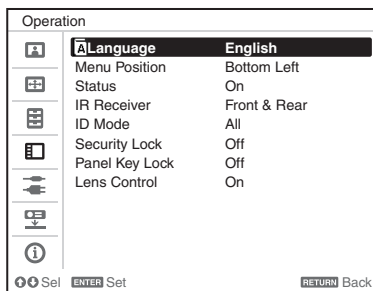 Operation
A Language English
Menu Position Bottom Left
Status On
IR Receiver Front & Rear
ID Mode All
Security Lock Off
Panel Key Lock Off
Lens Control On
Sel ENTER Set RETURN Back